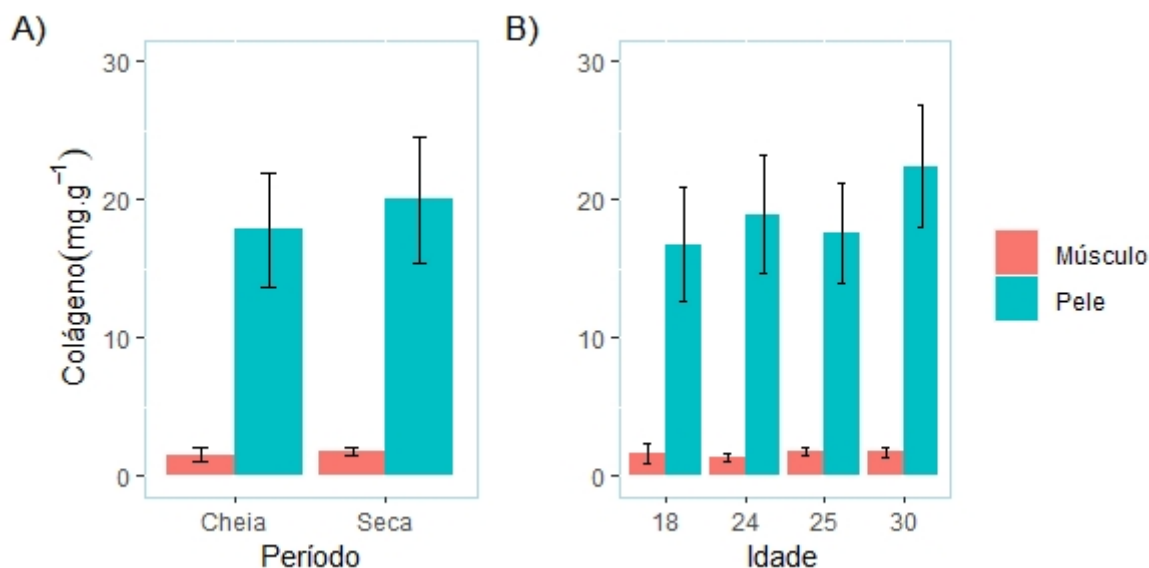 A)
B)
Colágeno(mg.g⁻¹)
30
20
10
0
Cheia
Seca
Período
30
20
10
0
18
24
25
30
Idade
Músculo
Pele